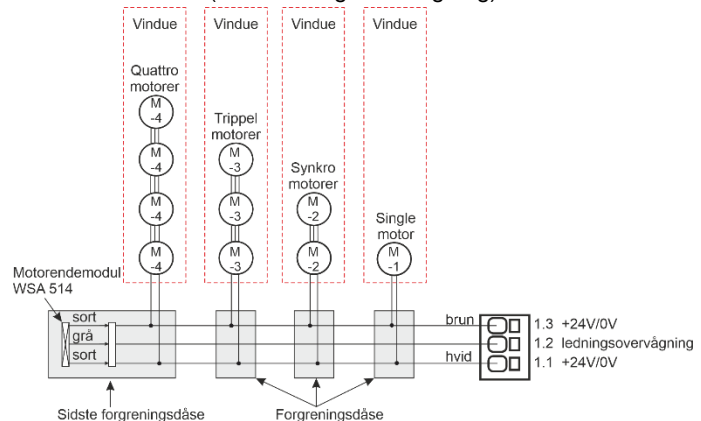 Vindue
Vindue
Vindue
Vindue
Quattro
motorer
M
-4
M
-4
M
-4
M
-4
Trippel
motorer
M
-3
M
-3
M
-3
Synkro
motorer
M
-2
M
-2
Single
motor
M
-1
Motorendemodul
WSA 514
sort
grå
sort
brun
hvid
1.3 +24V/0V
1.2 ledningsovervågning
1.1 +24V/0V
Sidste forgreningsdåse
Forgreningsdåse